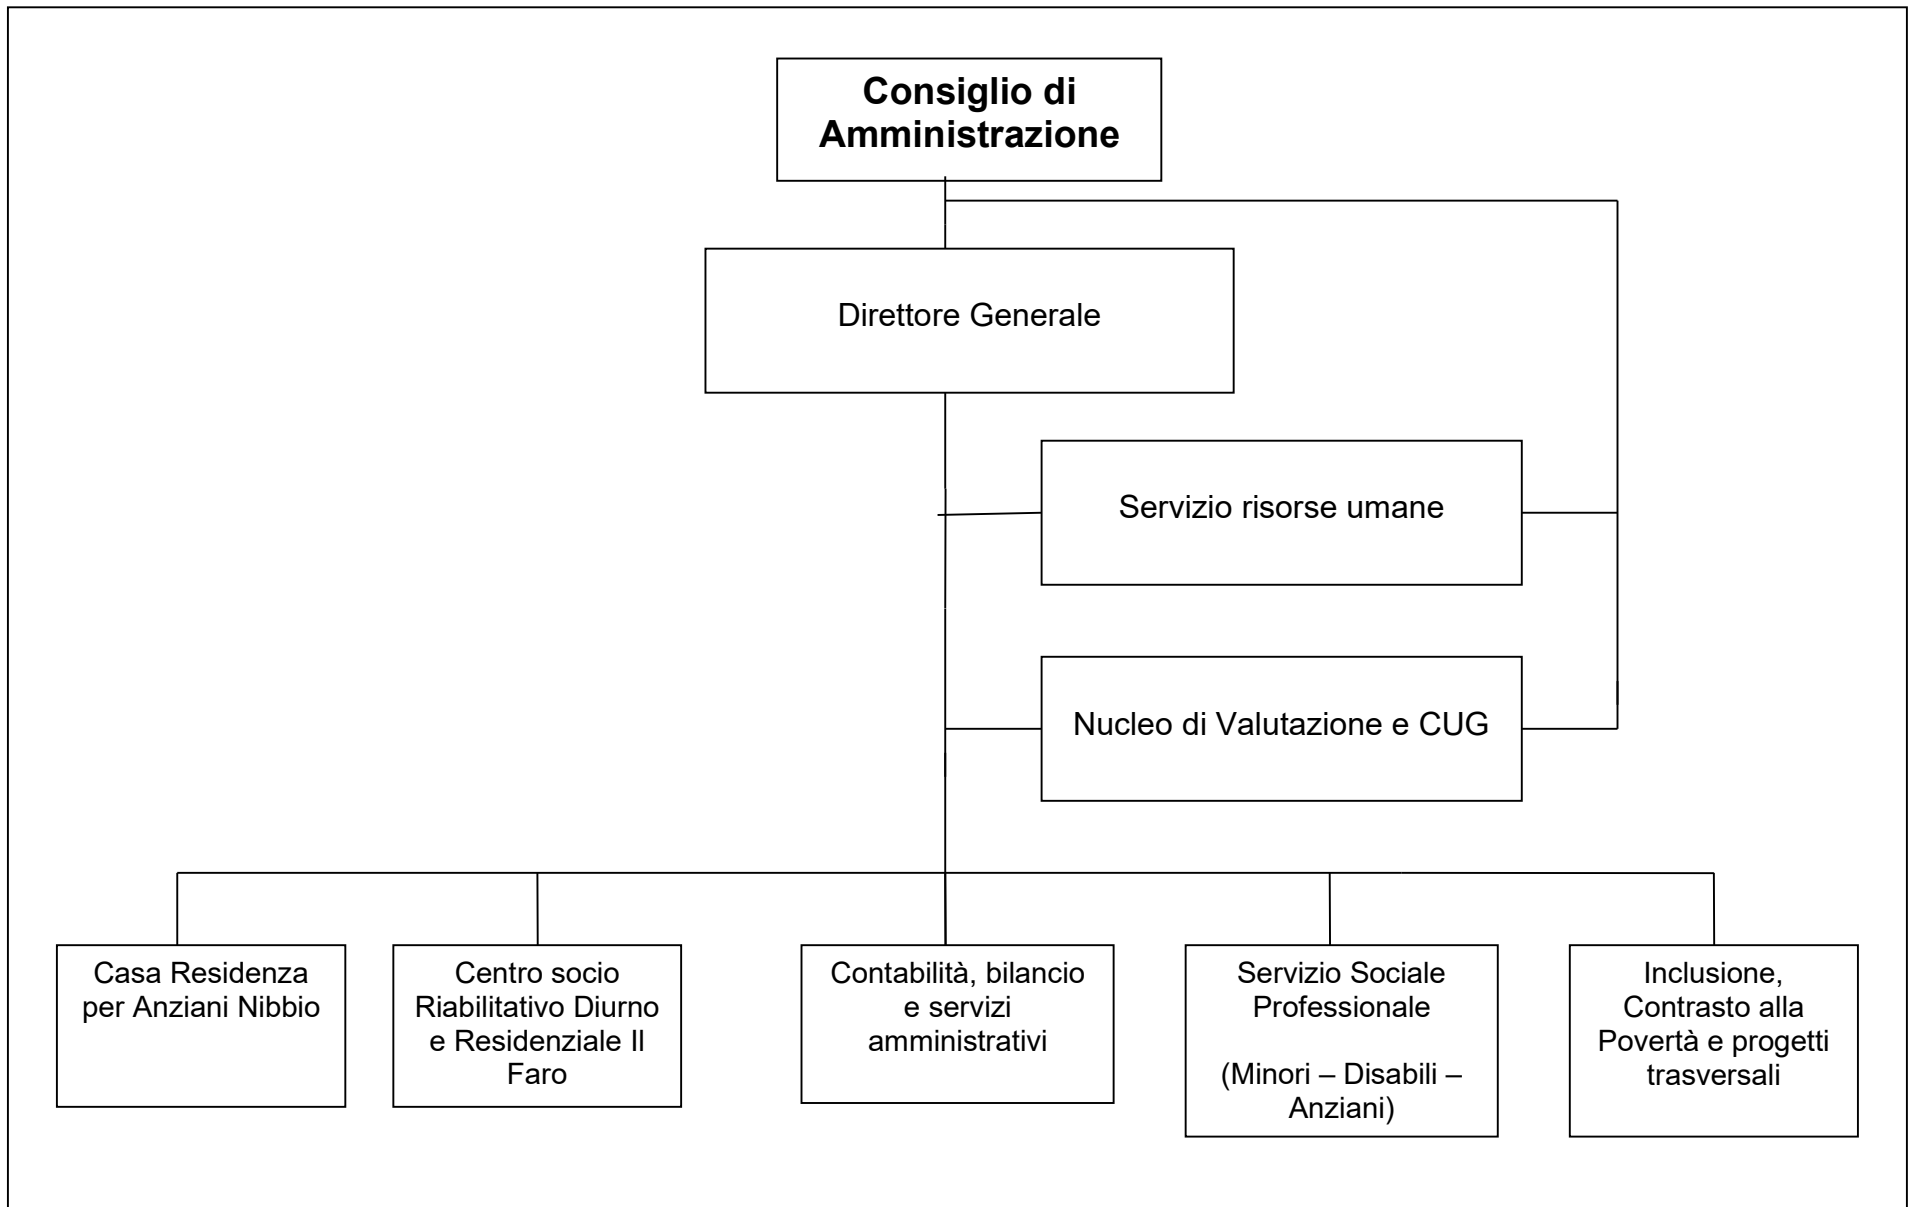 Consiglio di
Amministrazione
Direttore Generale
Servizio risorse umane
Nucleo di Valutazione e CUG
Casa Residenza
per Anziani Nibbio
Centro socio
Riabilitativo Diurno
e Residenziale Il
Faro
Contabilità, bilancio
e servizi
amministrativi
Servizio Sociale
Professionale
(Minori – Disabili –
Anziani)
Inclusione,
Contrasto alla
Povertà e progetti
trasversali